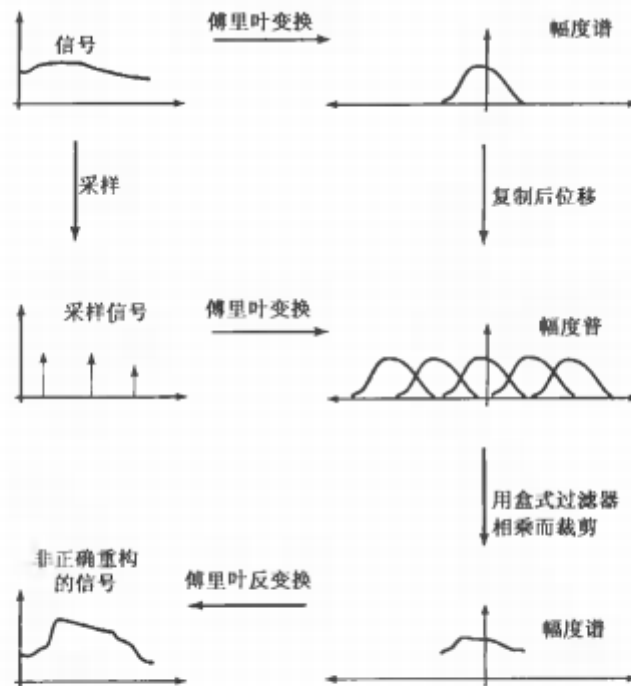 信号
傅里叶变换
幅度谱
采样
复制后位移
采样信号
傅里叶变换
幅度普
用盒式过滤器
相乘而裁剪
非正确重构
的信号
傅里叶反变换
幅度谱